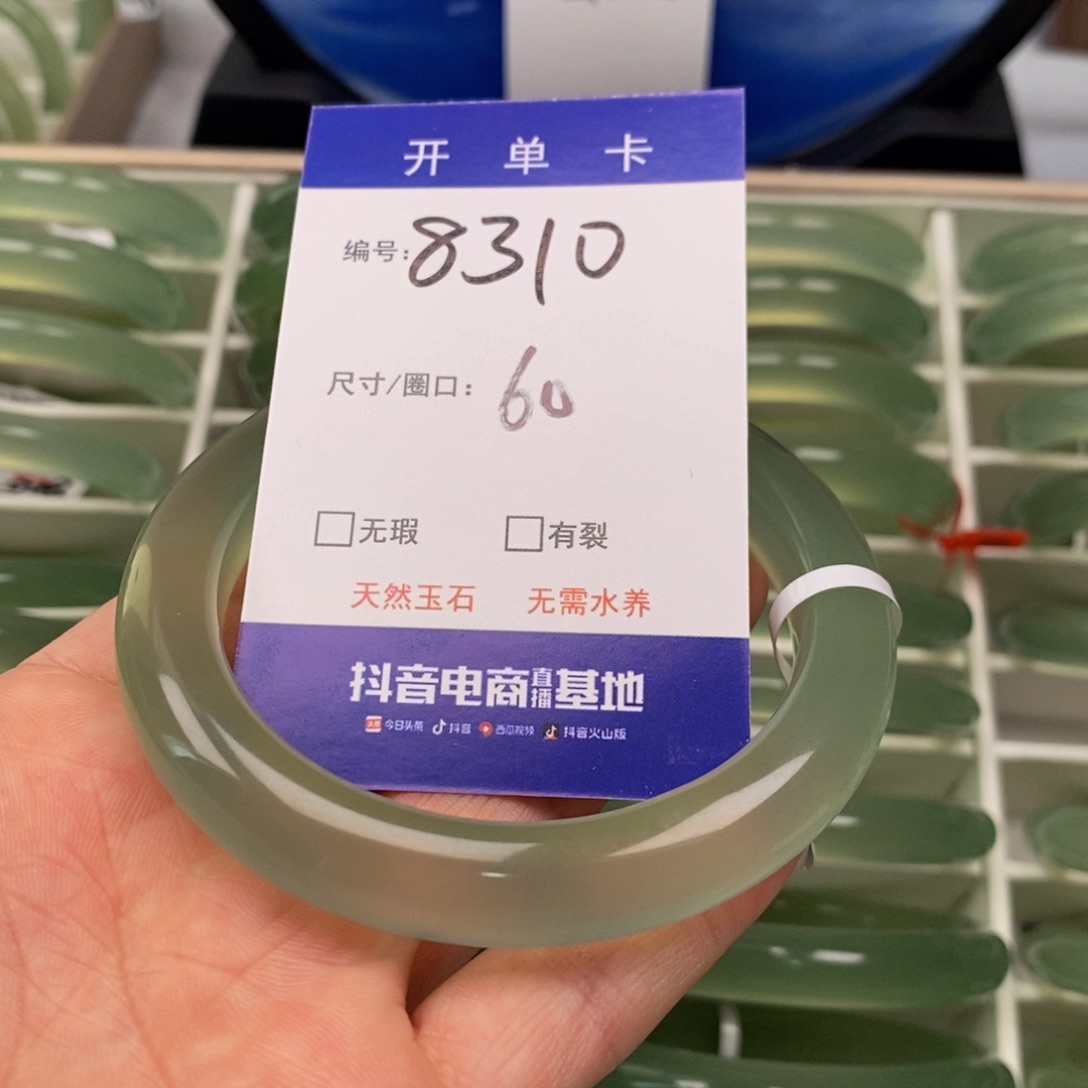 开单卡
编号:8310
尺寸/圈口:60
□无瑕 □有裂
天然玉石 无需水养
抖音电商直播基地
今日头条 抖音 西瓜视频 抖音火山版